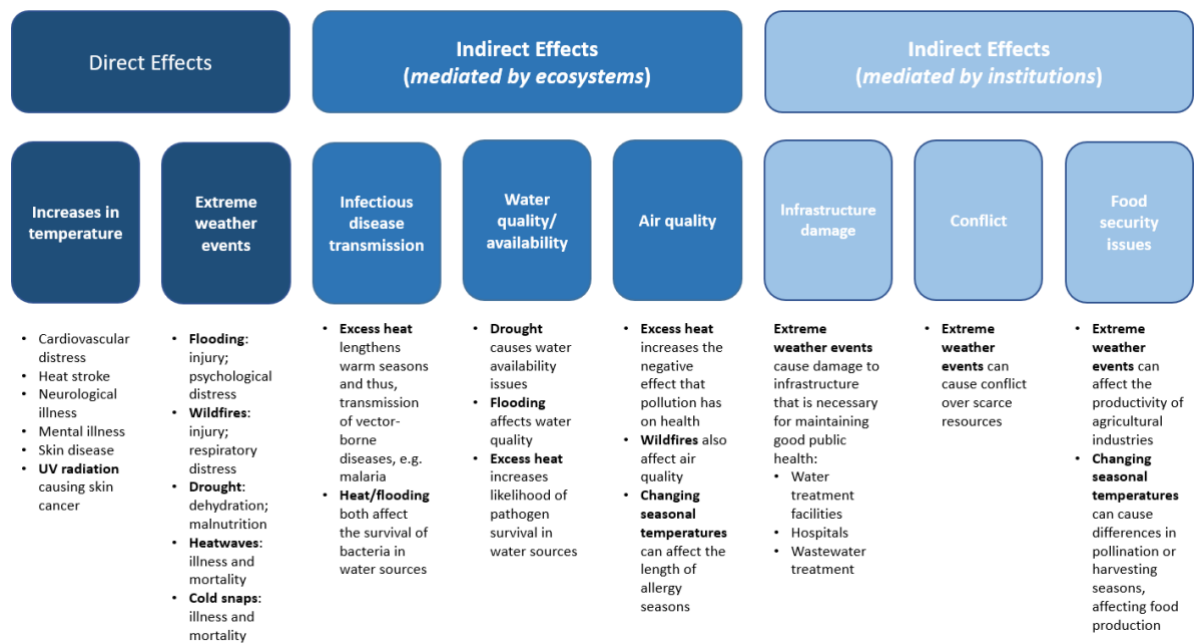 Direct Effects
Indirect Effects
(mediated by ecosystems)
Indirect Effects
(mediated by institutions)
Increases in
temperature
Extreme
weather
events
Infectious
disease
transmission
Water
quality/
availability
Air quality
Infrastructure
damage
Conflict
Food
security
issues
• Cardiovascular
distress
• Heat stroke
• Neurological
illness
• Mental illness
• Skin disease
• UV radiation
causing skin
cancer
• Flooding:
injury;
psychological
distress
• Wildfires:
injury;
respiratory
distress
• Drought:
dehydration;
malnutrition
• Heatwaves:
illness and
mortality
• Cold snaps:
illness and
mortality
• Excess heat
lengthens
warm seasons
and thus,
transmission
of vector-
borne
diseases, e.g.
malaria
• Heat/flooding
both affect
the survival of
bacteria in
water sources
• Drought
causes water
availability
issues
• Flooding
affects water
quality
• Excess heat
increases
likelihood of
pathogen
survival in
water sources
• Excess heat
increases the
negative
effect that
pollution has
on health
• Wildfires also
affect air
quality
• Changing
seasonal
temperatures
can affect the
length of
allergy
seasons
Extreme
weather events
cause damage to
infrastructure
that is necessary
for maintaining
good public
health:
• Water
treatment
facilities
• Hospitals
• Wastewater
treatment
• Extreme
weather
events can
cause conflict
over scarce
resources
• Extreme
weather
events can
affect the
productivity of
agricultural
industries
• Changing
seasonal
temperatures
can cause
differences in
pollination or
harvesting
seasons,
affecting food
production